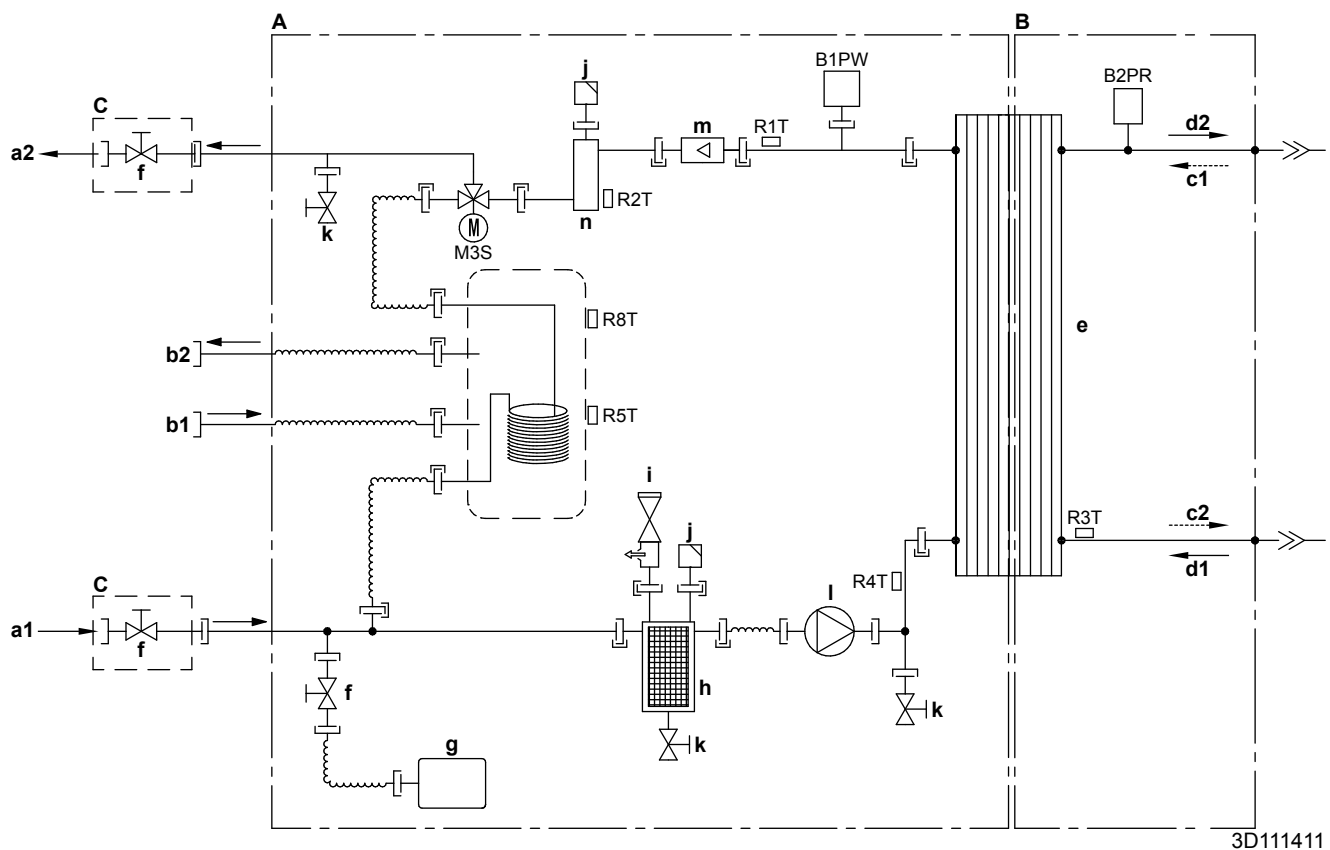 A
B
B1PW
B2PR
j
C
m
R1T
d2
a2
f
c1
k
n
R2T
M
M3S
R8T
e
b2
b1
R5T
i
j
R3T
c2
C
R4T
d1
l
a1
f
f
h
k
k
g
3D111411